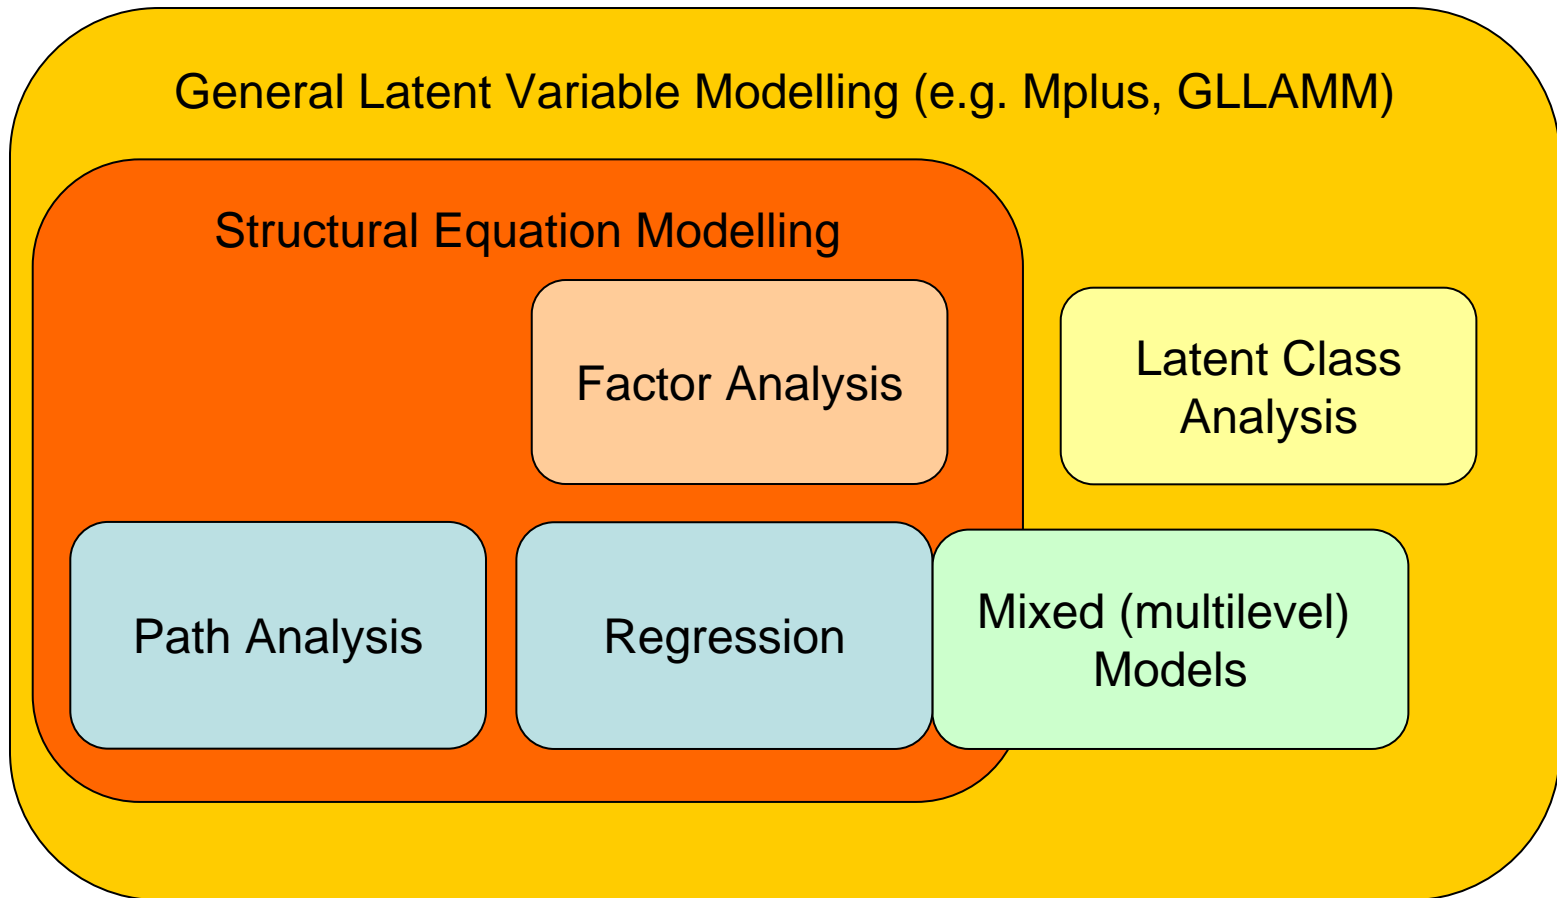 General Latent Variable Modelling (e.g. Mplus, GLLAMM)
Structural Equation Modelling
Factor Analysis
Latent Class
Analysis
Path Analysis
Regression
Mixed (multilevel)
Models